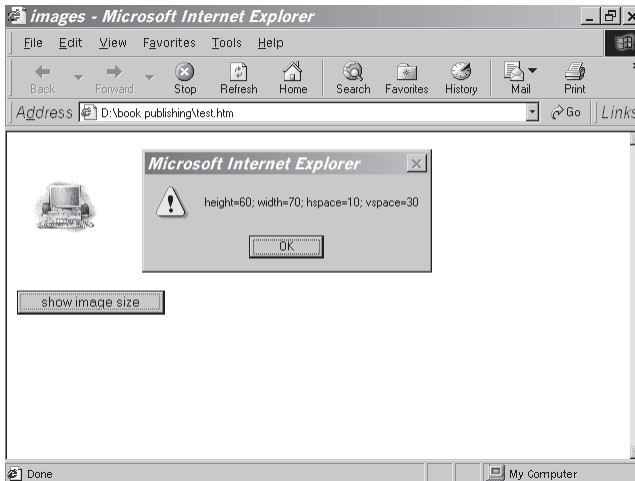 images - Microsoft Internet Explorer
File Edit View Favorites Tools Help
Back Forward Stop Refresh Home Search Favorites History Mail Print
Address D:\book publishing\test.htm Go Links
Microsoft Internet Explorer
height=60; width=70; hspace=10; vspace=30
OK
show image size
Done My Computer